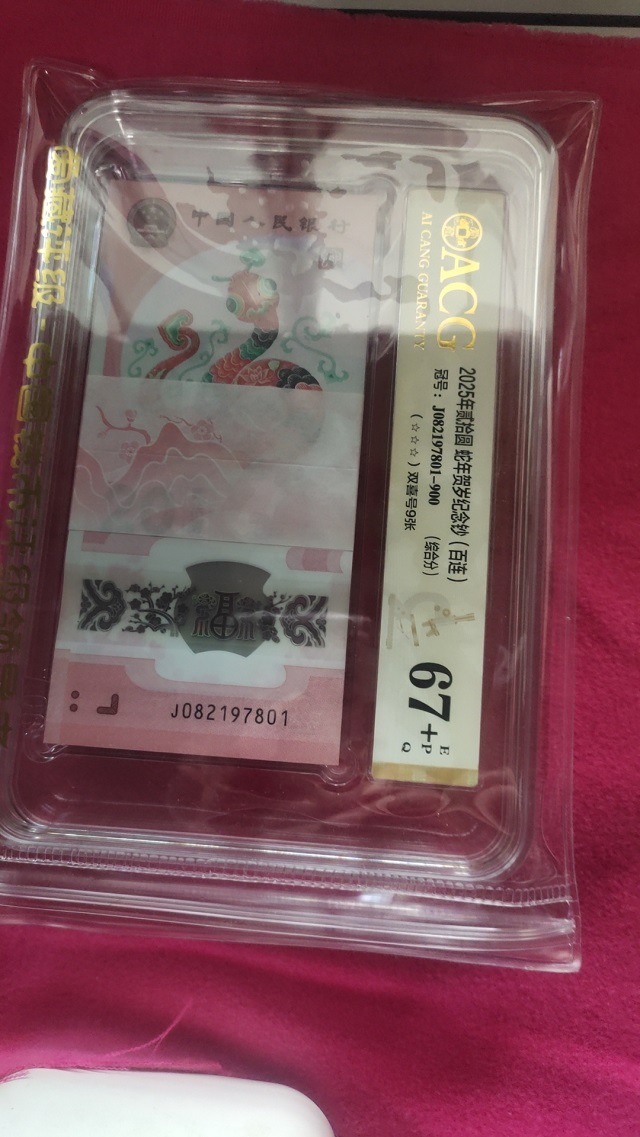 中国人民银行
J082197801
ACG
AI CANG GUARANTY
2025年贰拾圆 蛇年贺岁纪念钞（百连）
冠号：J082197801-900 （综合分）
（☆☆☆）双喜号9张
67+
EPQ